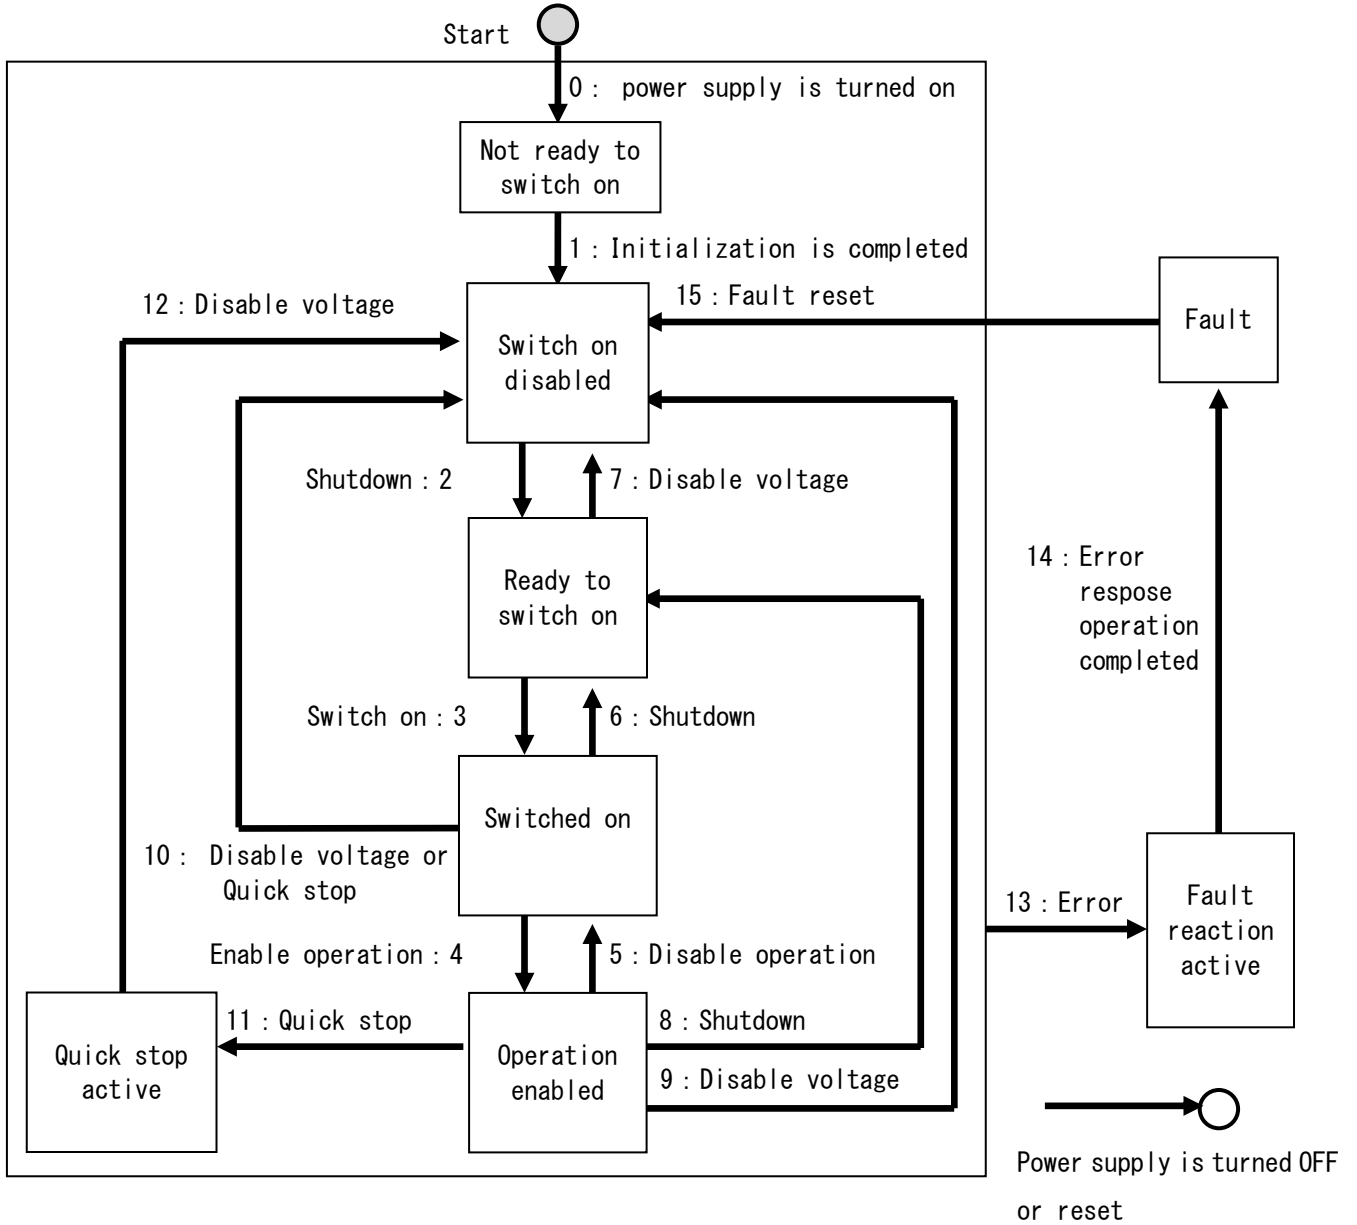 Start
0： power supply is turned on
Not ready to
switch on
1：Initialization is completed
12：Disable voltage
15：Fault reset
Fault
Switch on
disabled
Shutdown：2
7：Disable voltage
Ready to
switch on
14：Error
respose
operation
completed
Switch on：3
6：Shutdown
Switched on
10： Disable voltage or
Quick stop
13：Error
Fault
reaction
active
Enable operation：4
5：Disable operation
11：Quick stop
8：Shutdown
Quick stop
active
Operation
enabled
9：Disable voltage
Power supply is turned OFF
or reset